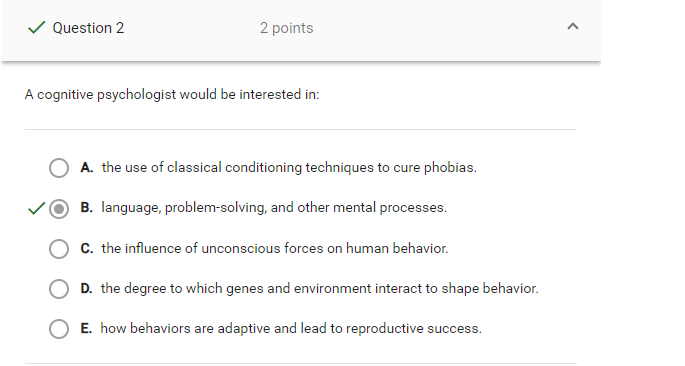 Question 2 2 points
A cognitive psychologist would be interested in:
A. the use of classical conditioning techniques to cure phobias.
B. language, problem-solving, and other mental processes.
C. the influence of unconscious forces on human behavior.
D. the degree to which genes and environment interact to shape behavior.
E. how behaviors are adaptive and lead to reproductive success.